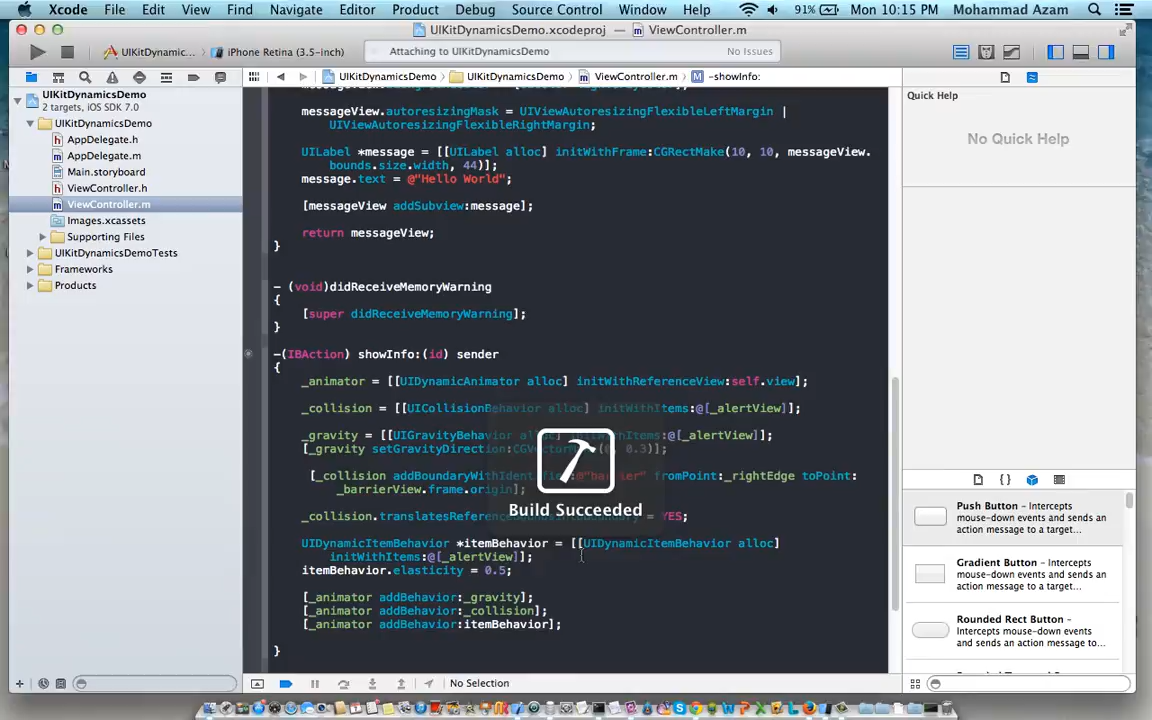 Xcode File Edit View Find Navigate Editor Product Debug Source Control Window Help 91% Mon 10:15 PM Mohammad Azam
UIKitDynamicsDemo.xcodeproj — ViewController.m
UIKitDynamic... iPhone Retina (3.5-inch) Attaching to UIKitDynamicsDemo No Issues
UIKitDynamicsDemo UIKitDynamicsDemo ViewController.m -showInfo:
UIKitDynamicsDemo
2 targets, iOS SDK 7.0
UIKitDynamicsDemo
AppDelegate.h
AppDelegate.m
Main.storyboard
ViewController.h
ViewController.m
Images.xcassets
Supporting Files
UIKitDynamicsDemoTests
Frameworks
Products
messageView.autoresizingMask = UIViewAutoresizingFlexibleLeftMargin |
UIViewAutoresizingFlexibleRightMargin;
UILabel *message = [[UILabel alloc] initWithFrame:CGRectMake(10, 10, messageView.
bounds.size.width, 44)];
message.text = @"Hello World";
[messageView addSubview:message];
return messageView;
}
- (void)didReceiveMemoryWarning
{
[super didReceiveMemoryWarning];
}
-(IBAction) showInfo:(id) sender
{
_animator = [[UIDynamicAnimator alloc] initWithReferenceView:self.view];
_collision = [[UICollisionBehavior alloc] initWithItems:@[_alertView]];
_gravity = [[UIGravityBehavior alloc] initWithItems:@[_alertView]];
[_gravity setGravityDirection:CGVectorMake(0, 0.3)];
[_collision addBoundaryWithIdentifier:@"barrier" fromPoint:_rightEdge toPoint:
_barrierView.frame.origin];
_collision.translatesReferenceBoundsIntoBoundary = YES;
UIDynamicItemBehavior *itemBehavior = [[UIDynamicItemBehavior alloc]
initWithItems:@[_alertView]];
itemBehavior.elasticity = 0.5;
[_animator addBehavior:_gravity];
[_animator addBehavior:_collision];
[_animator addBehavior:itemBehavior];
}
Build Succeeded
No Selection
Quick Help
No Quick Help
Push Button - Intercepts
mouse-down events and sends an
action message to a target...
Gradient Button - Intercepts
mouse-down events and sends an
action message to a target...
Rounded Rect Button -
Intercepts mouse-down events
and sends an action message to...